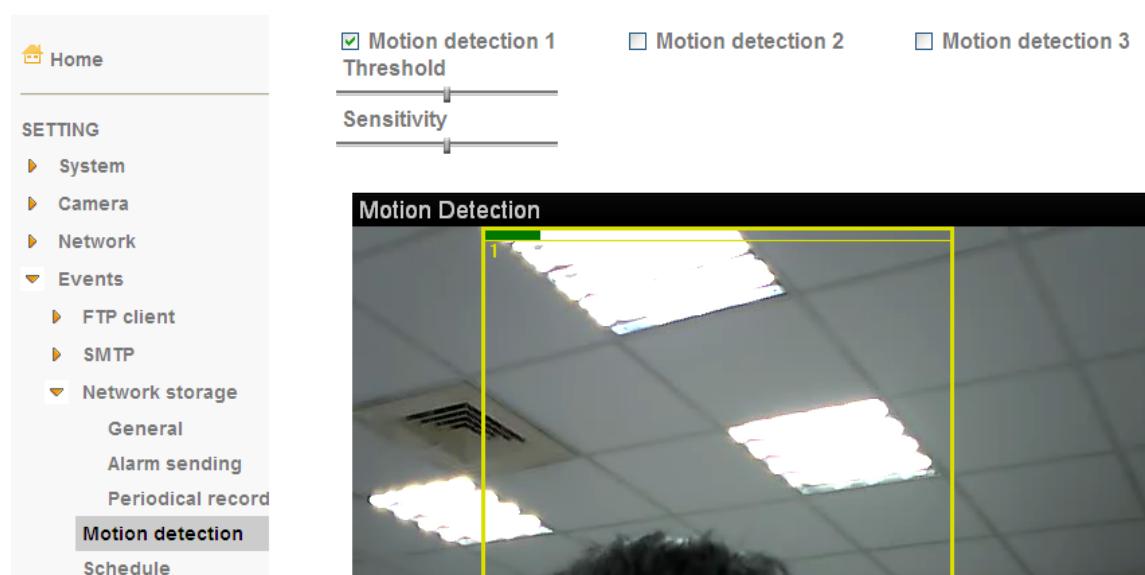 Home
SETTING
System
Camera
Network
Events
FTP client
SMTP
Network storage
General
Alarm sending
Periodical record
Motion detection
Schedule
Motion detection 1
Motion detection 2
Motion detection 3
Threshold
Sensitivity
Motion Detection
1